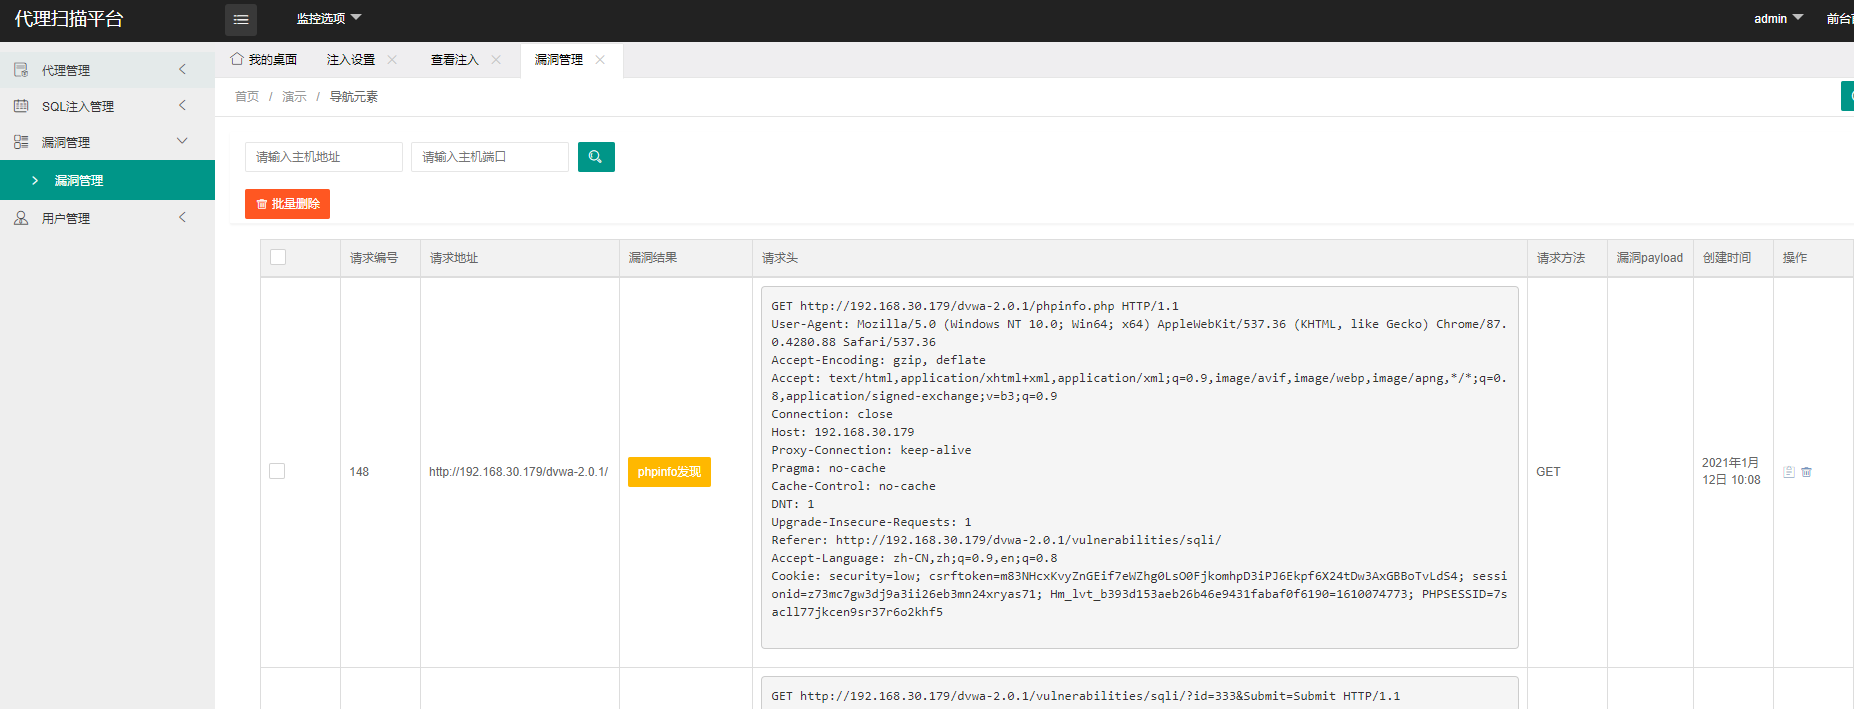 代理扫描平台
监控选项
admin
前台
代理管理
SQL注入管理
漏洞管理
漏洞管理
用户管理
我的桌面
注入设置
查看注入
漏洞管理
首页 / 演示 / 导航元素
请输入主机地址
请输入主机端口
批量删除
请求编号
请求地址
漏洞结果
请求头
请求方法
漏洞payload
创建时间
操作
148
http://192.168.30.179/dvwa-2.0.1/
phpinfo发现
GET http://192.168.30.179/dvwa-2.0.1/phpinfo.php HTTP/1.1
User-Agent: Mozilla/5.0 (Windows NT 10.0; Win64; x64) AppleWebKit/537.36 (KHTML, like Gecko) Chrome/87.
0.4280.88 Safari/537.36
Accept-Encoding: gzip, deflate
Accept: text/html,application/xhtml+xml,application/xml;q=0.9,image/avif,image/webp,image/apng,*/*;q=0.
8,application/signed-exchange;v=b3;q=0.9
Connection: close
Host: 192.168.30.179
Proxy-Connection: keep-alive
Pragma: no-cache
Cache-Control: no-cache
DNT: 1
Upgrade-Insecure-Requests: 1
Referer: http://192.168.30.179/dvwa-2.0.1/vulnerabilities/sqli/
Accept-Language: zh-CN,zh;q=0.9,en;q=0.8
Cookie: security=low; csrftoken=m83NHcxKvyZnGEif7eWZhg0LsO0FjkomhpD3iPJ6Ekpf6X24tDw3AxGBBoTvLdS4; sessi
onid=z73mc7gw3dj9a3ii26eb3mn24xryas71; Hm_lvt_b393d153aeb26b46e9431fabaf0f6190=1610074773; PHPSESSID=7s
acll77jkcen9sr37r6o2khf5
GET
2021年1月
12日 10:08
GET http://192.168.30.179/dvwa-2.0.1/vulnerabilities/sqli/?id=333&Submit=Submit HTTP/1.1